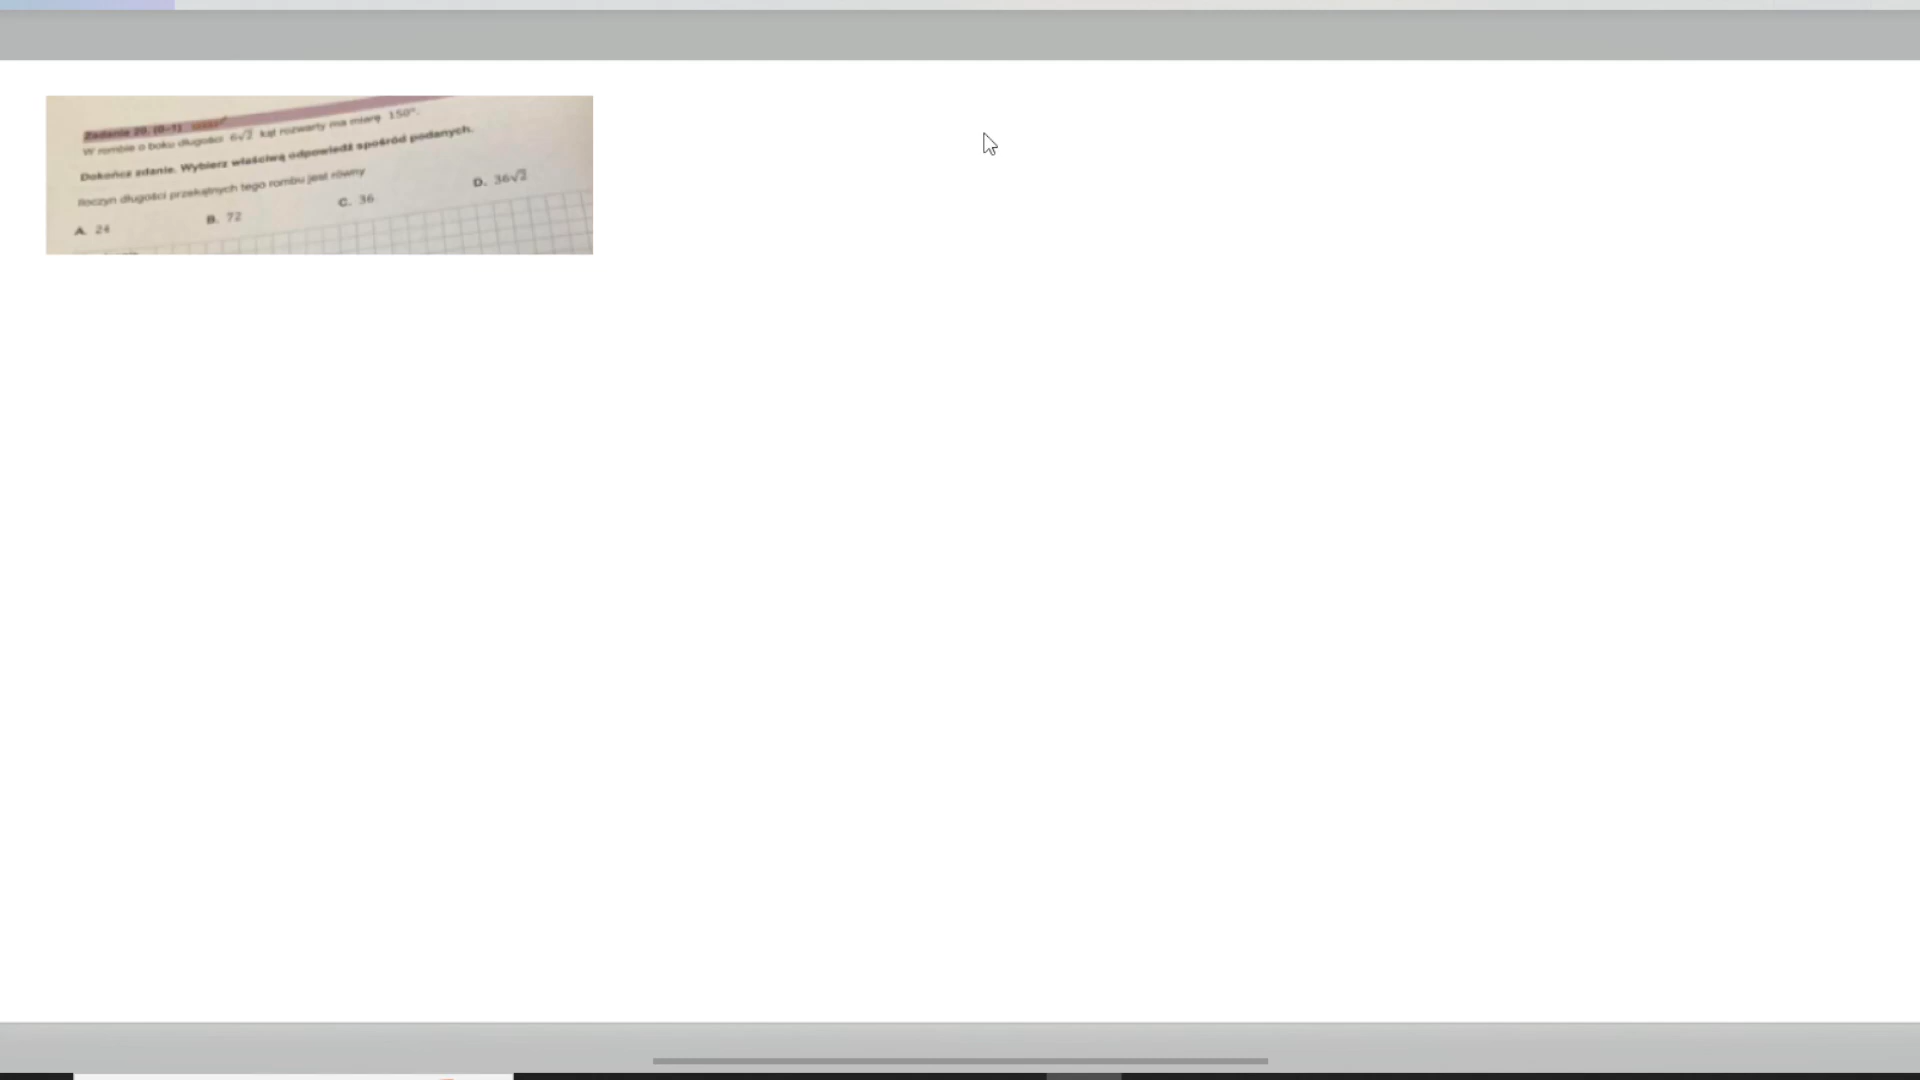 Zadanie 20. (0–1)
W rombie o boku długości 6√2 kąt rozwarty ma miarę 150°.
Dokończ zdanie. Wybierz właściwą odpowiedź spośród podanych.
Iloczyn długości przekątnych tego rombu jest równy
A. 24 B. 72 C. 36 D. 36√2